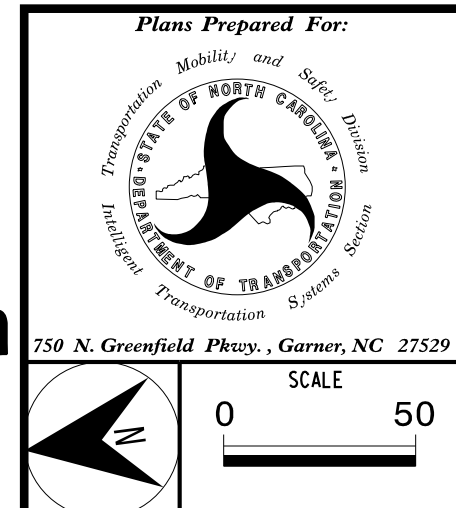 Plans Prepared For:
Transportation Mobility and Safety Division
STATE OF NORTH CAROLINA
DEPARTMENT OF TRANSPORTATION
Intelligent Transportation Systems Section
750 N. Greenfield Pkwy., Garner, NC 27529
SCALE
0 50
N